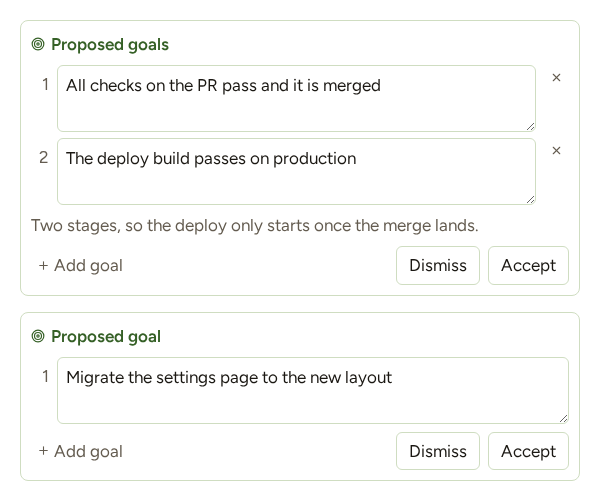 Proposed goals
1 All checks on the PR pass and it is merged ×
2 The deploy build passes on production ×
Two stages, so the deploy only starts once the merge lands.
+ Add goal Dismiss Accept
Proposed goal
1 Migrate the settings page to the new layout
+ Add goal Dismiss Accept